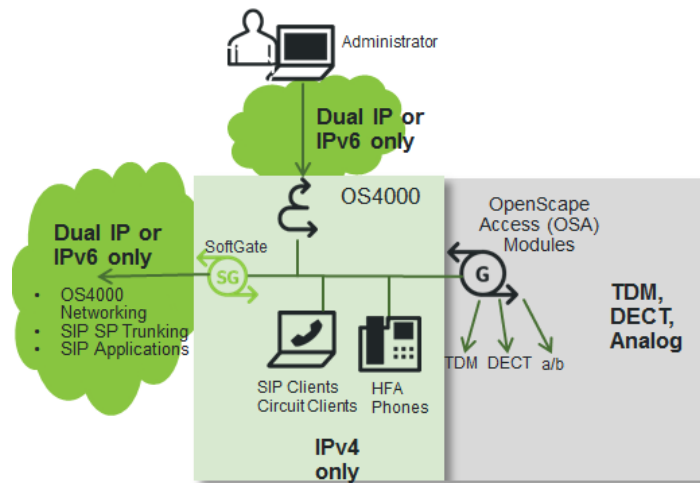 Administrator
Dual IP or
IPv6 only
OS4000
OpenScape
Access (OSA)
Modules
Dual IP or
IPv6 only
SoftGate
SG
G
• OS4000
Networking
• SIP SP Trunking
• SIP Applications
TDM,
DECT,
Analog
TDM DECT a/b
SIP Clients
Circuit Clients
HFA
Phones
IPv4
only